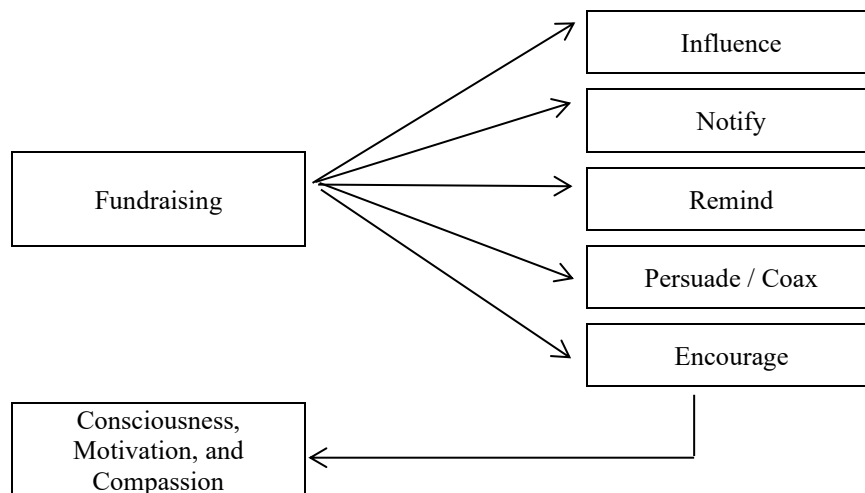 Influence
Notify
Fundraising
Remind
Persuade / Coax
Encourage
Consciousness,
Motivation, and
Compassion